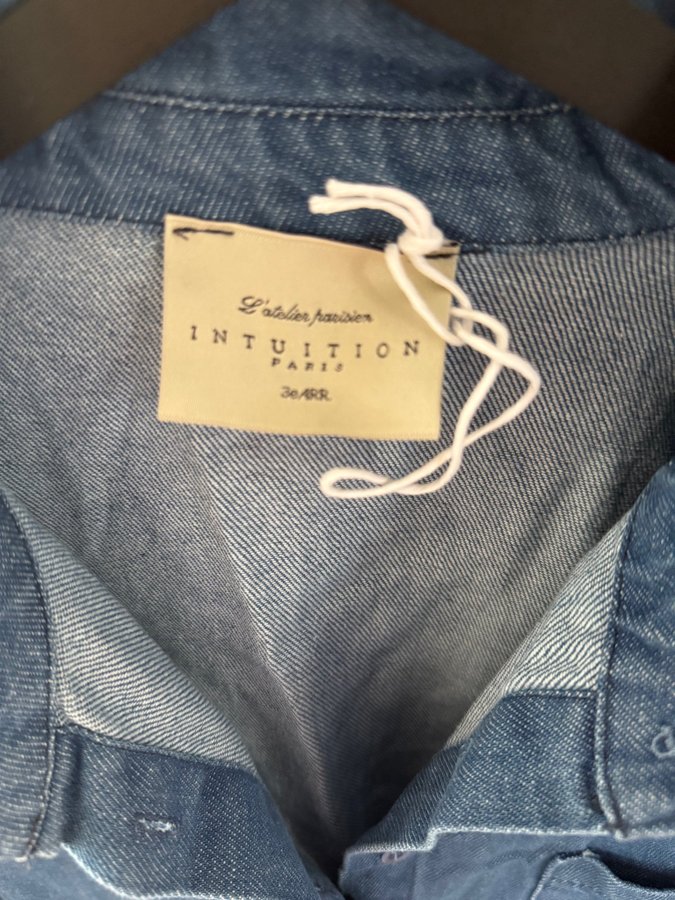 L'atelier parisien
INTUITION
PARIS
3eARR.